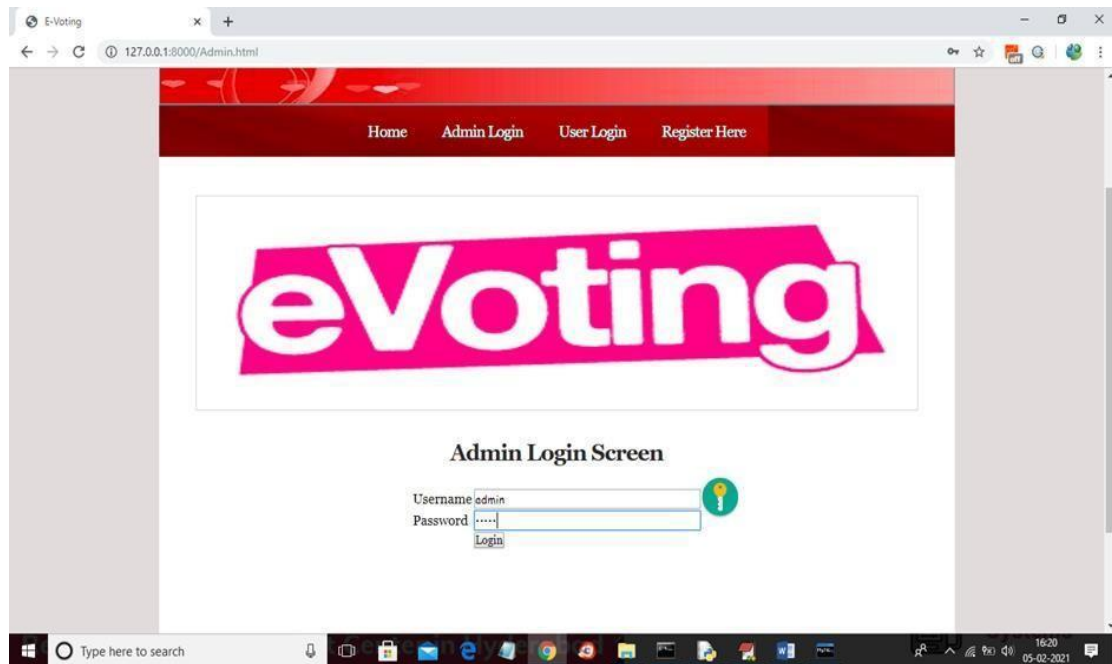 E-Voting
127.0.0.1:8000/Admin.html
off
Home Admin Login User Login Register Here
eVoting
Admin Login Screen
Username admin
Password •••••
Login
Type here to search
16:20
05-02-2021